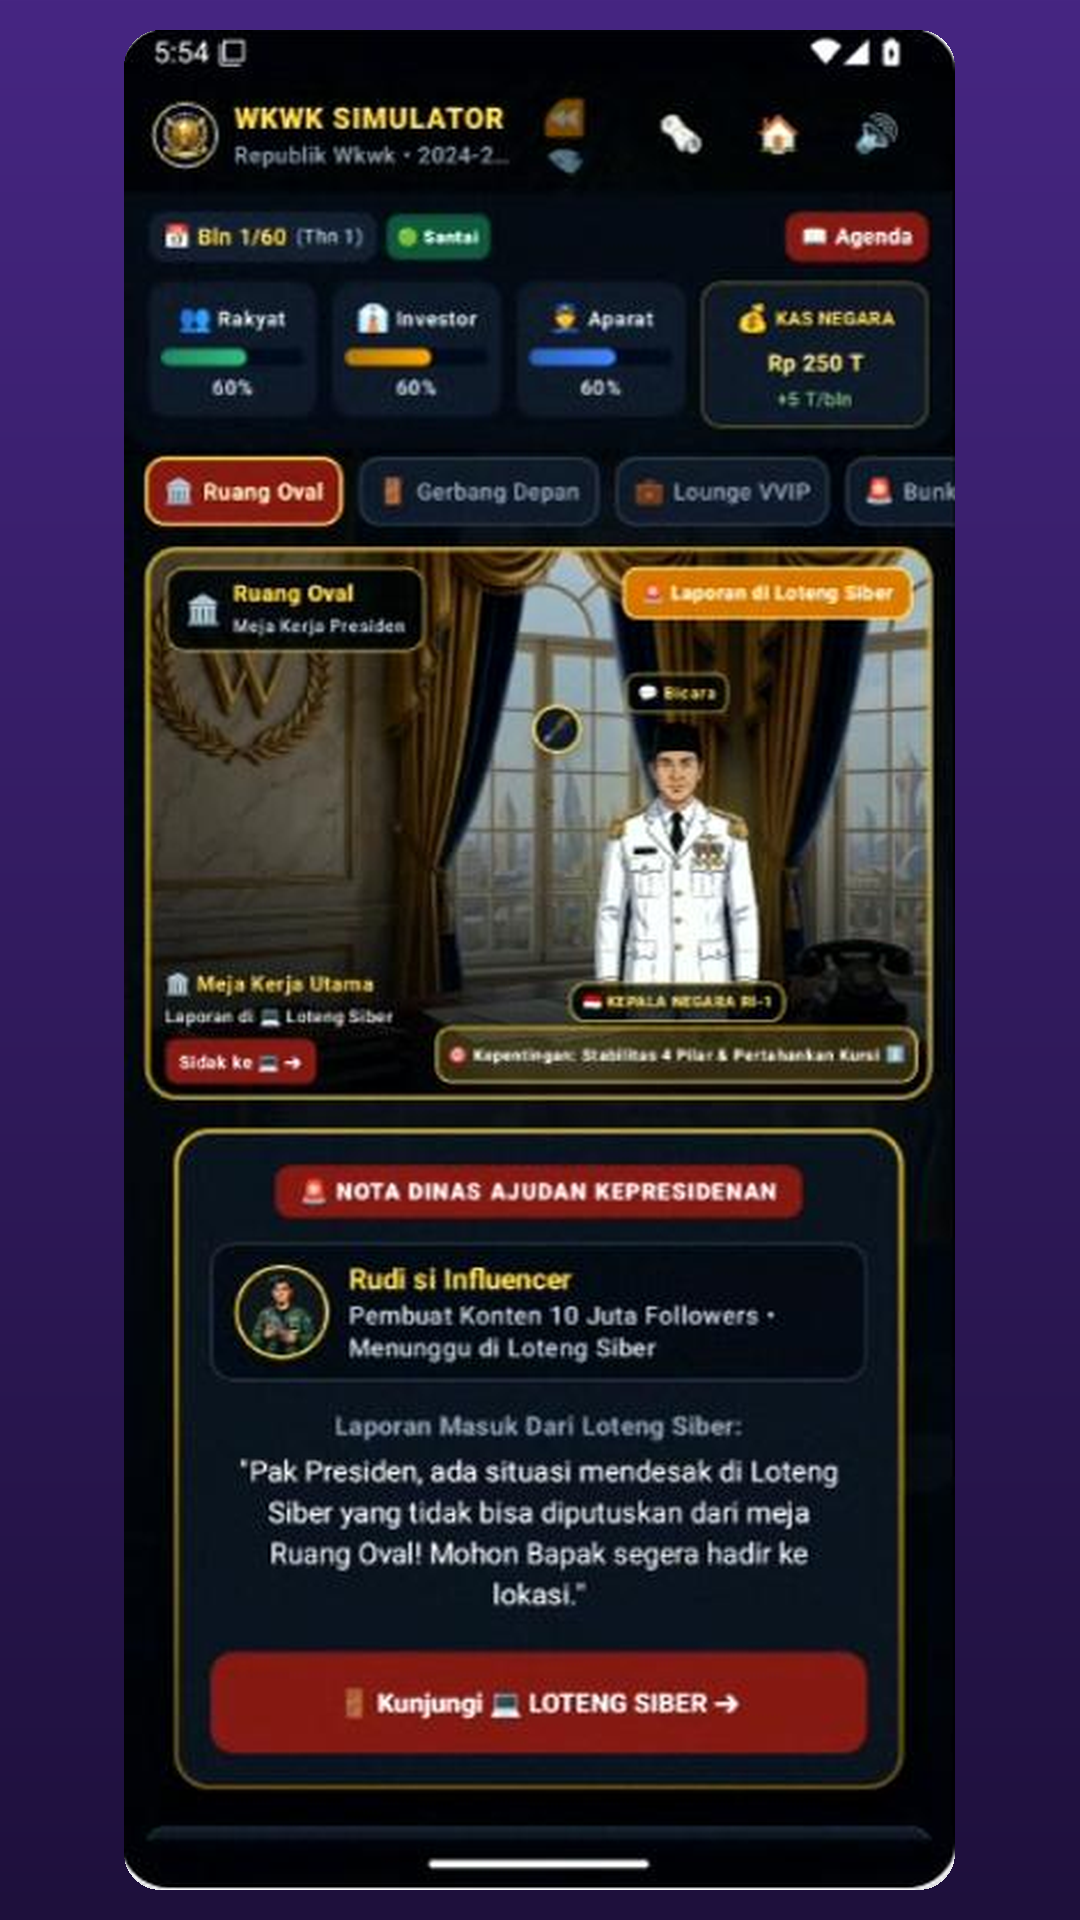 5:54
WKWK SIMULATOR
Republik Wkwk • 2024-2...
Bln 1/60 (Thn 1)
Santai
Agenda
Rakyat
60%
Investor
60%
Aparat
60%
KAS NEGARA
Rp 250 T
+5 T/bln
Ruang Oval
Gerbang Depan
Lounge VVIP
Bunk
Ruang Oval
Meja Kerja Presiden
Laporan di Loteng Siber
W
Bicara
Meja Kerja Utama
Laporan di Loteng Siber
Sidak ke →
KEPALA NEGARA RI-1
Kepentingan: Stabilitas 4 Pilar & Pertahankan Kursi
NOTA DINAS AJUDAN KEPRESIDENAN
Rudi si Influencer
Pembuat Konten 10 Juta Followers •
Menunggu di Loteng Siber
Laporan Masuk Dari Loteng Siber:
"Pak Presiden, ada situasi mendesak di Loteng
Siber yang tidak bisa diputuskan dari meja
Ruang Oval! Mohon Bapak segera hadir ke
lokasi."
Kunjungi LOTENG SIBER →